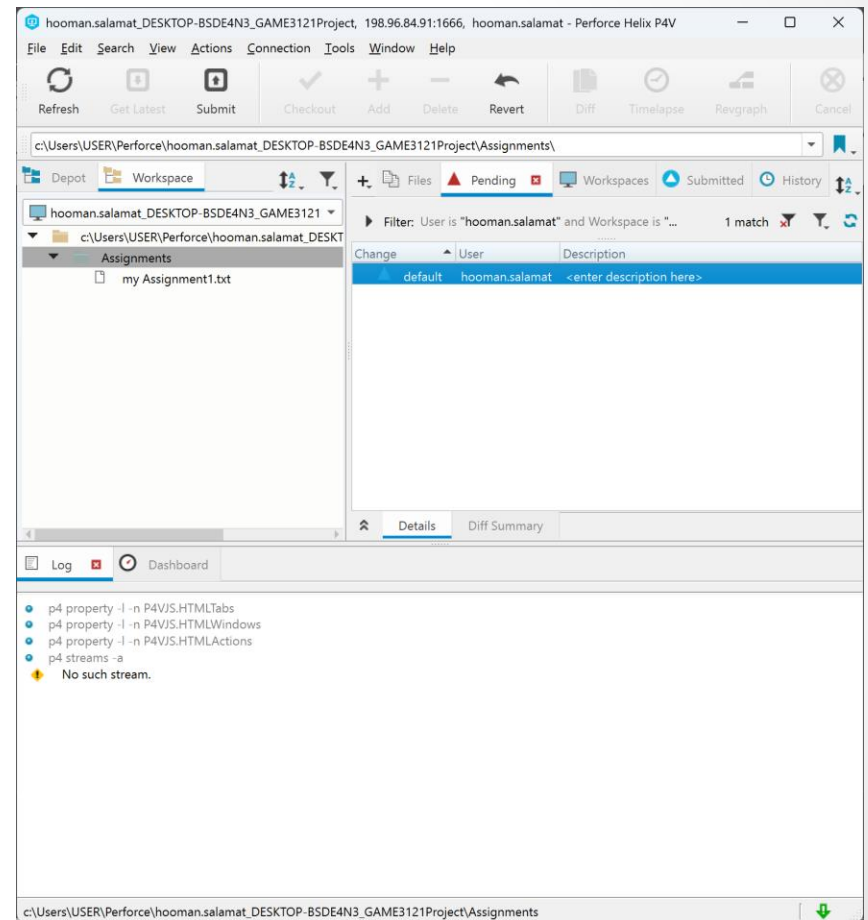 hooman.salamat_DESKTOP-BSDE4N3_GAME3121Project, 198.96.84.91:1666, hooman.salamat - Perforce Helix P4V
File Edit Search View Actions Connection Tools Window Help
Refresh Get Latest Submit Checkout Add Delete Revert Diff Timelapse Revgraph Cancel
c:\Users\USER\Perforce\hooman.salamat_DESKTOP-BSDE4N3_GAME3121Project\Assignments\
Depot Workspace Files Pending Workspaces Submitted History
hooman.salamat_DESKTOP-BSDE4N3_GAME3121
Filter: User is "hooman.salamat" and Workspace is "... 1 match
c:\Users\USER\Perforce\hooman.salamat_DESKT
Assignments
my Assignment1.txt
Change User Description
default hooman.salamat <enter description here>
Details Diff Summary
Log Dashboard
p4 property -l -n P4VJS.HTMLTabs
p4 property -l -n P4VJS.HTMLWindows
p4 property -l -n P4VJS.HTMLActions
p4 streams -a
No such stream.
c:\Users\USER\Perforce\hooman.salamat_DESKTOP-BSDE4N3_GAME3121Project\Assignments